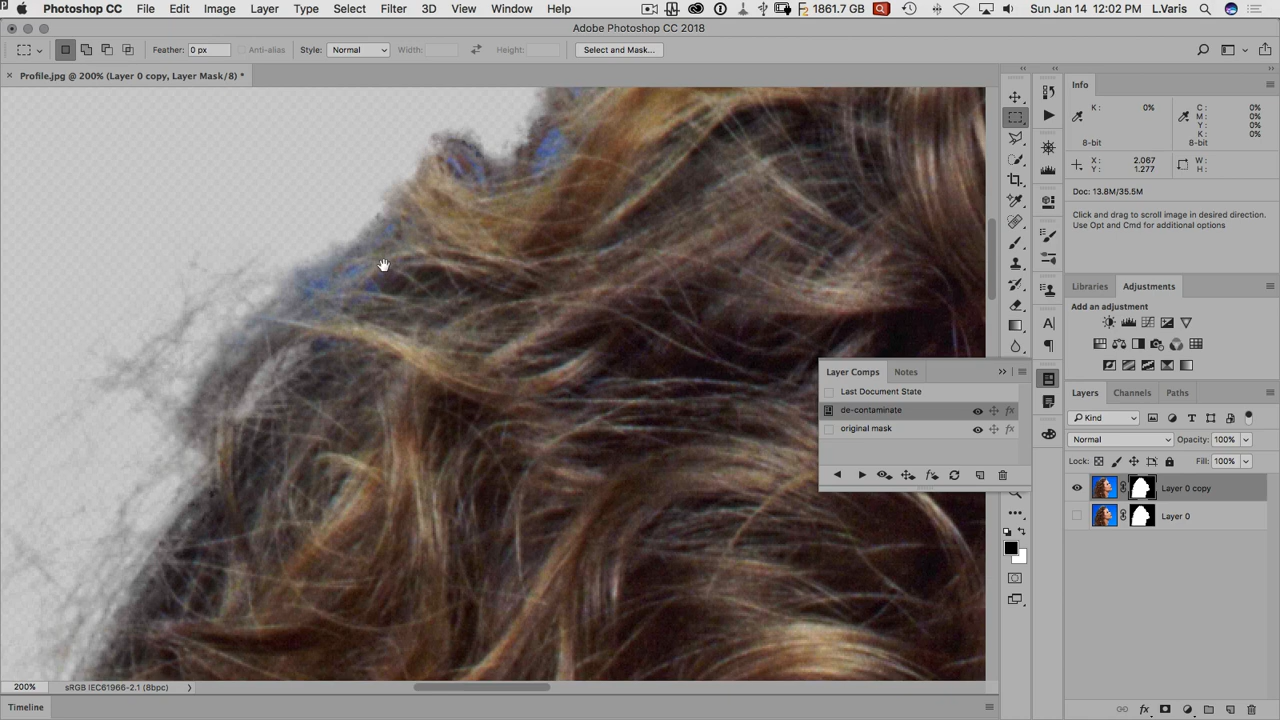 Photoshop CC File Edit Image Layer Type Select Filter 3D View Window Help 1861.7 GB Sun Jan 14 12:02 PM L.Varis
Adobe Photoshop CC 2018
Feather: 0 px Anti-alias Style: Normal Width: Height: Select and Mask...
× Profile.jpg @ 200% (Layer 0 copy, Layer Mask/8) *
Info
K: 0% C: 0%
M: 0%
Y: 0%
K: 0%
8-bit 8-bit
X: 2.067 W:
Y: 1.277 H:
Doc: 13.8M/35.5M
Click and drag to scroll image in desired direction.
Use Opt and Cmd for additional options
Libraries Adjustments
Add an adjustment
Layer Comps Notes
Last Document State
de-contaminate fx
original mask fx
Layers Channels Paths
Kind
Normal Opacity: 100%
Lock: Fill: 100%
Layer 0 copy
Layer 0
200% sRGB IEC61966-2.1 (8bpc)
Timeline fx